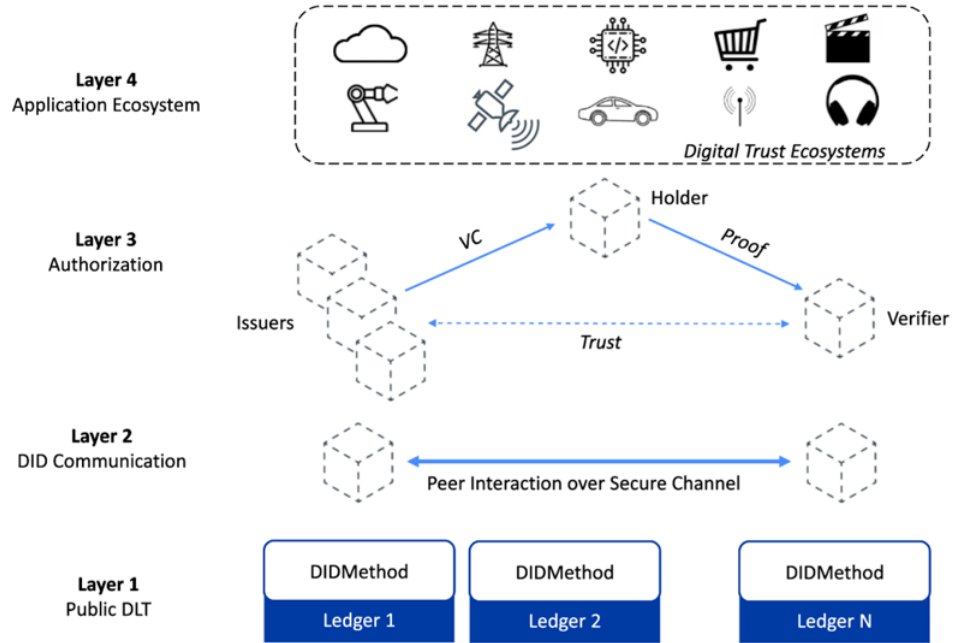 Layer 4
Application Ecosystem
</>
Digital Trust Ecosystems
Layer 3
Authorization
Holder
VC
Proof
Issuers
Verifier
Trust
Layer 2
DID Communication
Peer Interaction over Secure Channel
Layer 1
Public DLT
DIDMethod
Ledger 1
DIDMethod
Ledger 2
DIDMethod
Ledger N